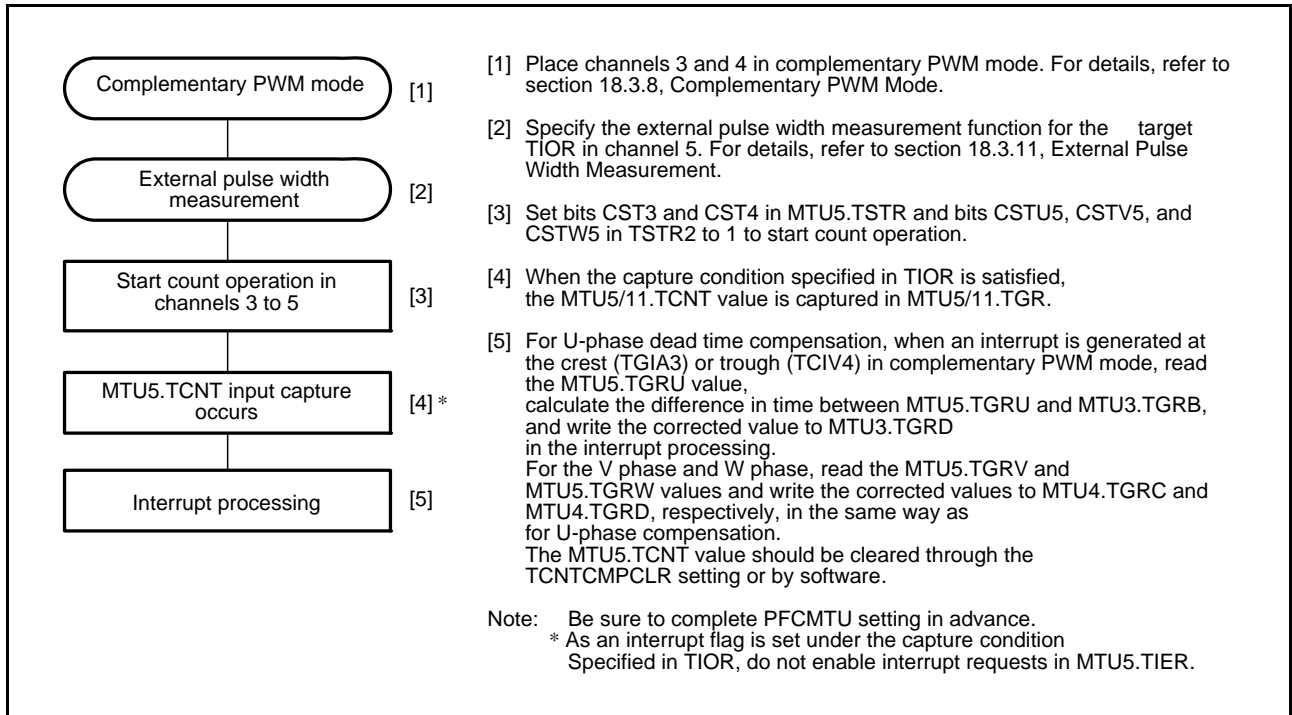 Complementary PWM mode
[1]
External pulse width
measurement
[2]
Start count operation in
channels 3 to 5
[3]
MTU5.TCNT input capture
occurs
[4] *
Interrupt processing
[5]
[1] Place channels 3 and 4 in complementary PWM mode. For details, refer to
section 18.3.8, Complementary PWM Mode.
[2] Specify the external pulse width measurement function for the target
TIOR in channel 5. For details, refer to section 18.3.11, External Pulse
Width Measurement.
[3] Set bits CST3 and CST4 in MTU5.TSTR and bits CSTU5, CSTV5, and
CSTW5 in TSTR2 to 1 to start count operation.
[4] When the capture condition specified in TIOR is satisfied,
the MTU5/11.TCNT value is captured in MTU5/11.TGR.
[5] For U-phase dead time compensation, when an interrupt is generated at
the crest (TGIA3) or trough (TCIV4) in complementary PWM mode, read
the MTU5.TGRU value,
calculate the difference in time between MTU5.TGRU and MTU3.TGRB,
and write the corrected value to MTU3.TGRD
in the interrupt processing.
For the V phase and W phase, read the MTU5.TGRV and
MTU5.TGRW values and write the corrected values to MTU4.TGRC and
MTU4.TGRD, respectively, in the same way as
for U-phase compensation.
The MTU5.TCNT value should be cleared through the
TCNTCMPCLR setting or by software.
Note: Be sure to complete PFCMTU setting in advance.
* As an interrupt flag is set under the capture condition
Specified in TIOR, do not enable interrupt requests in MTU5.TIER.